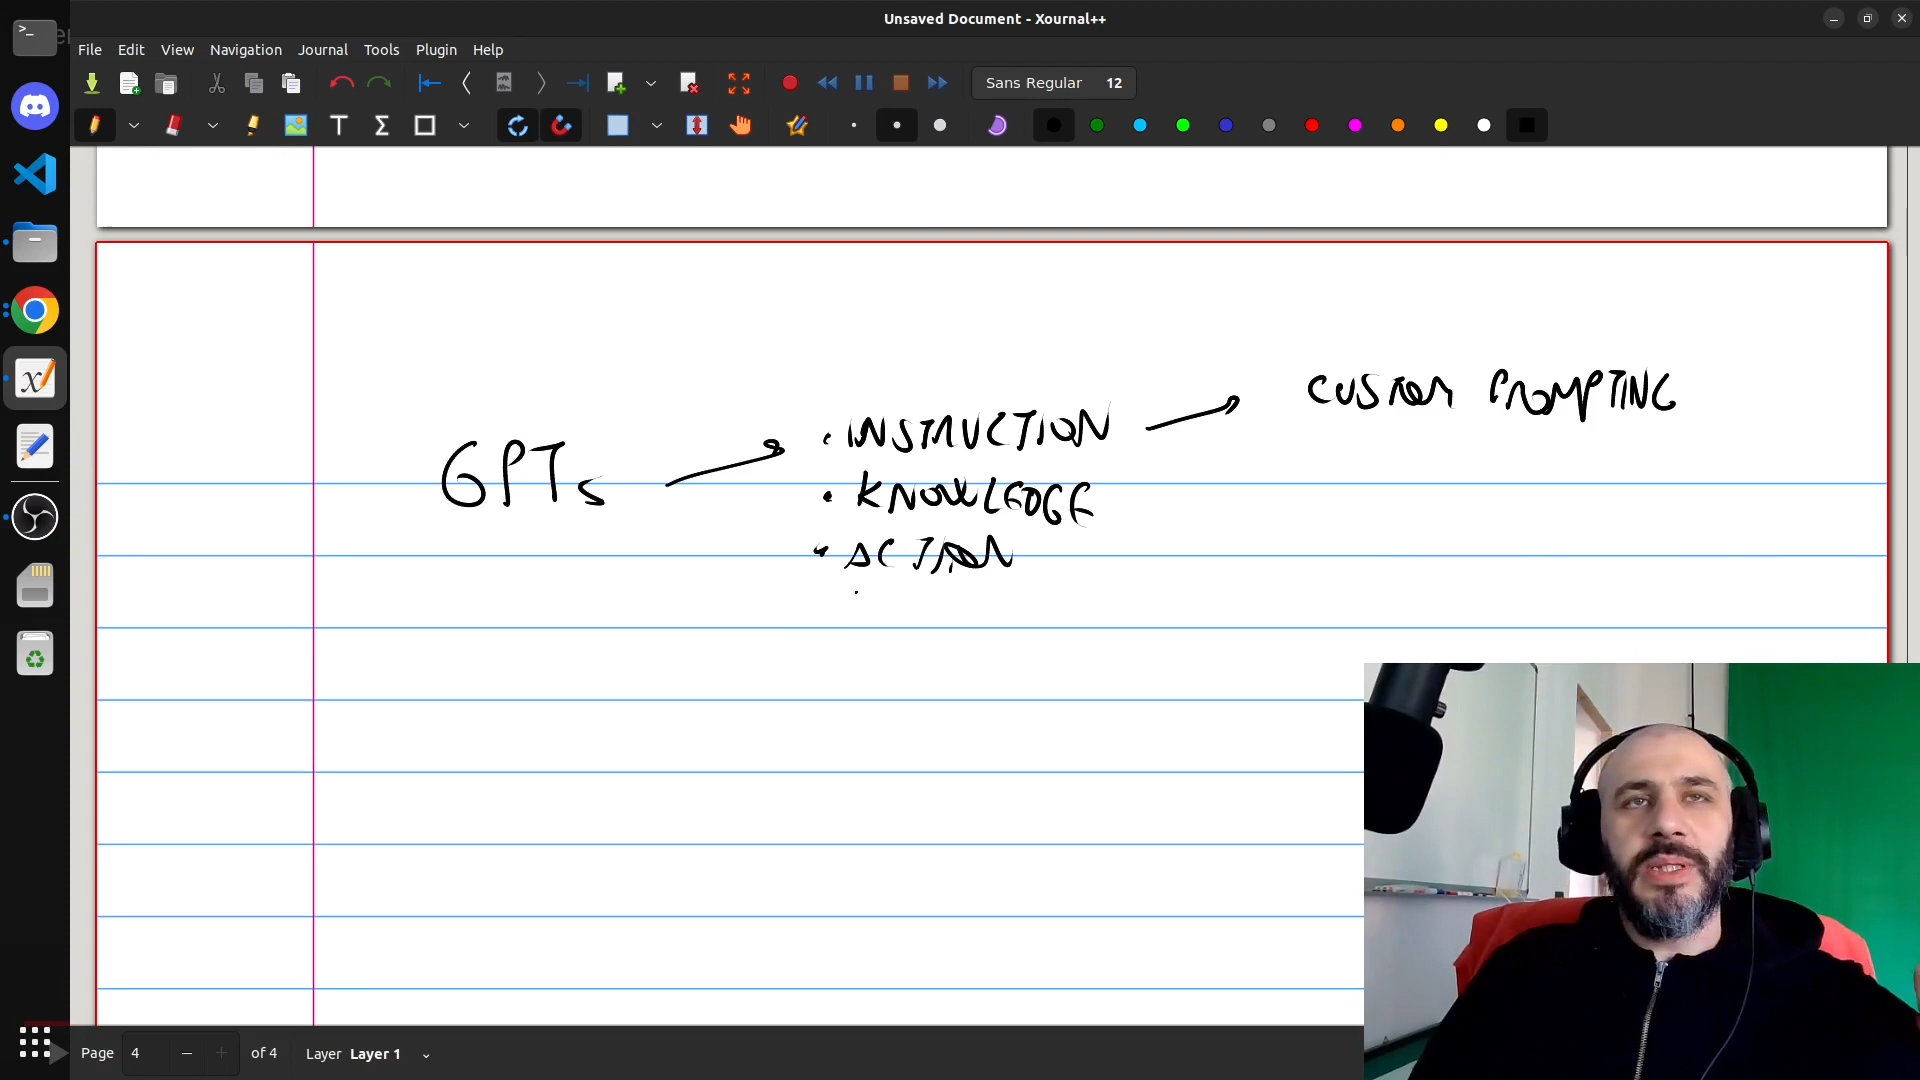 Unsaved Document - Xournal++
File Edit View Navigation Journal Tools Plugin Help
Sans Regular 12
CUSTOM PROMPTING
• INSTRUCTION
GPTs
• KNOWLEDGE
• ACTION
Page 4 of 4 Layer Layer 1